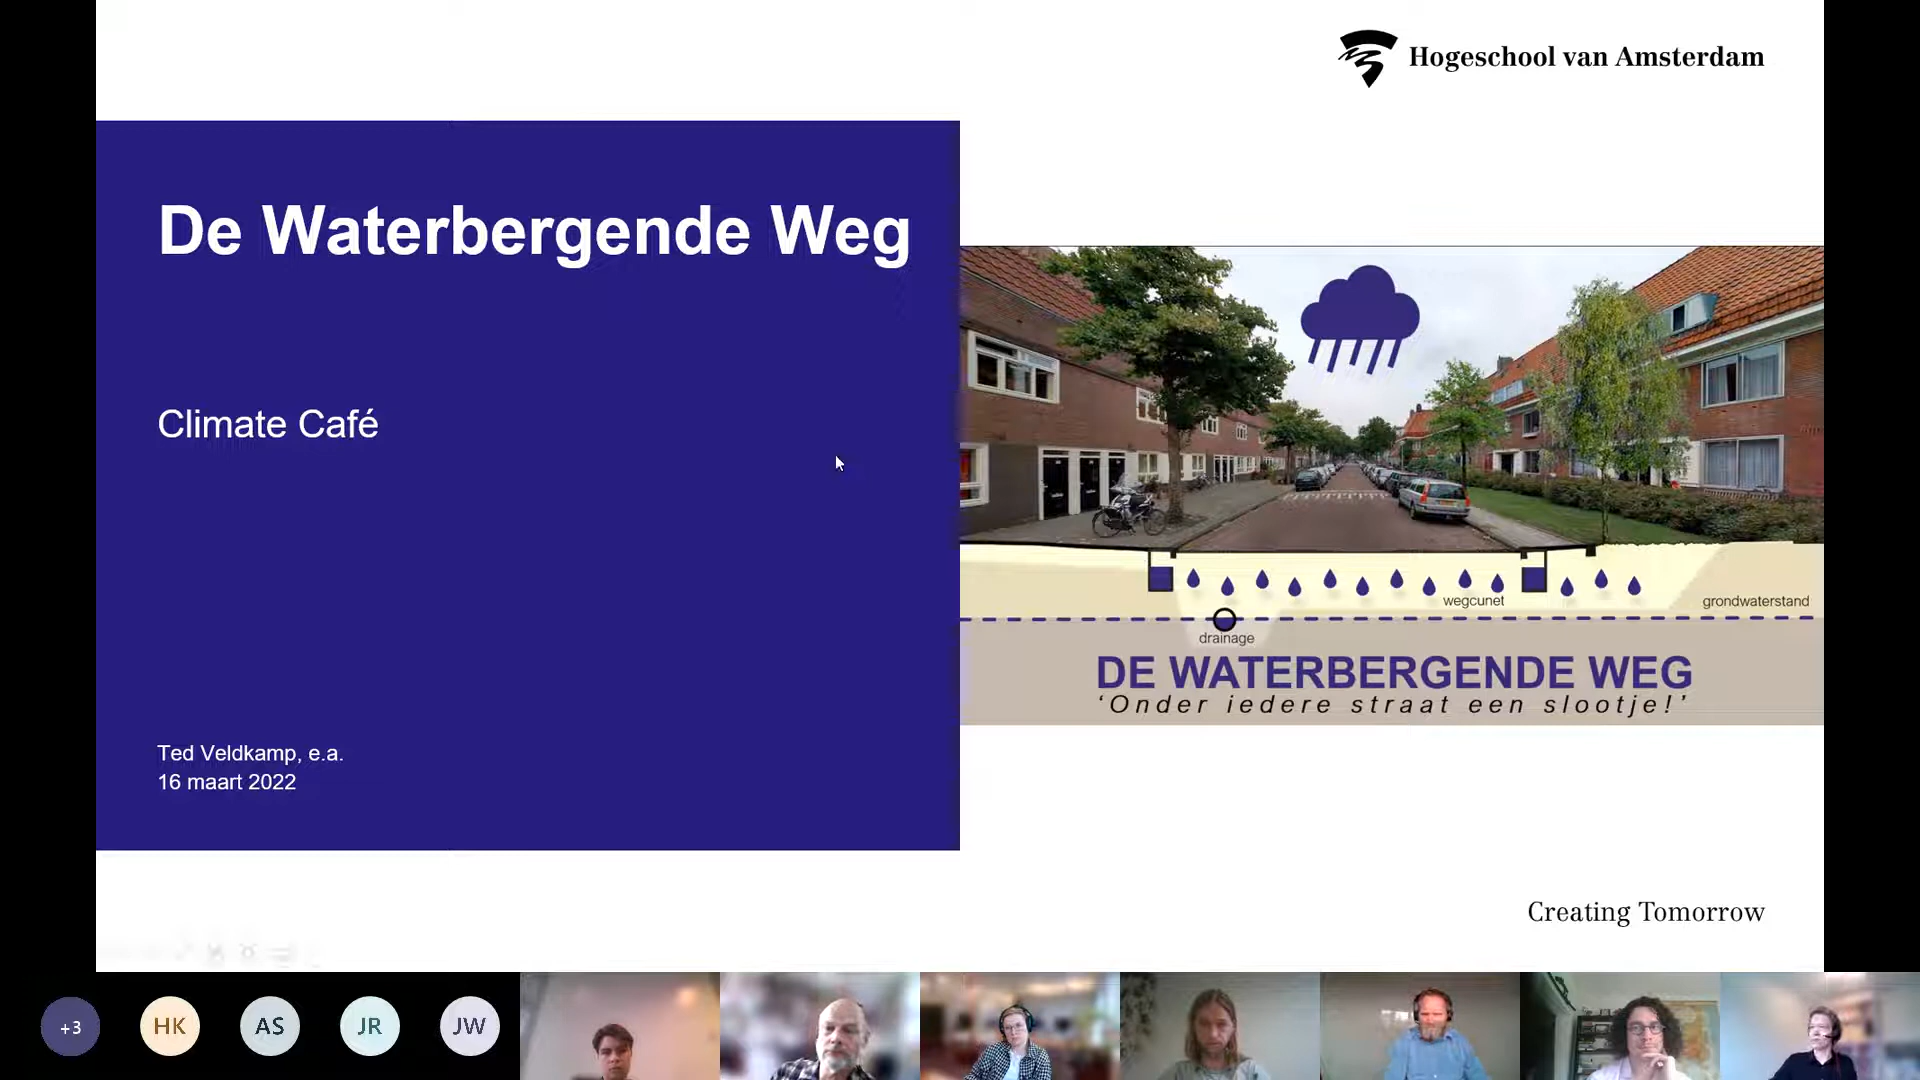 Hogeschool van Amsterdam
De Waterbergende Weg
Climate Café
Ted Veldkamp, e.a.
16 maart 2022
wegcunet
grondwaterstand
drainage
DE WATERBERGENDE WEG
‘Onder iedere straat een slootje!’
Creating Tomorrow
+3
HK
AS
JR
JW